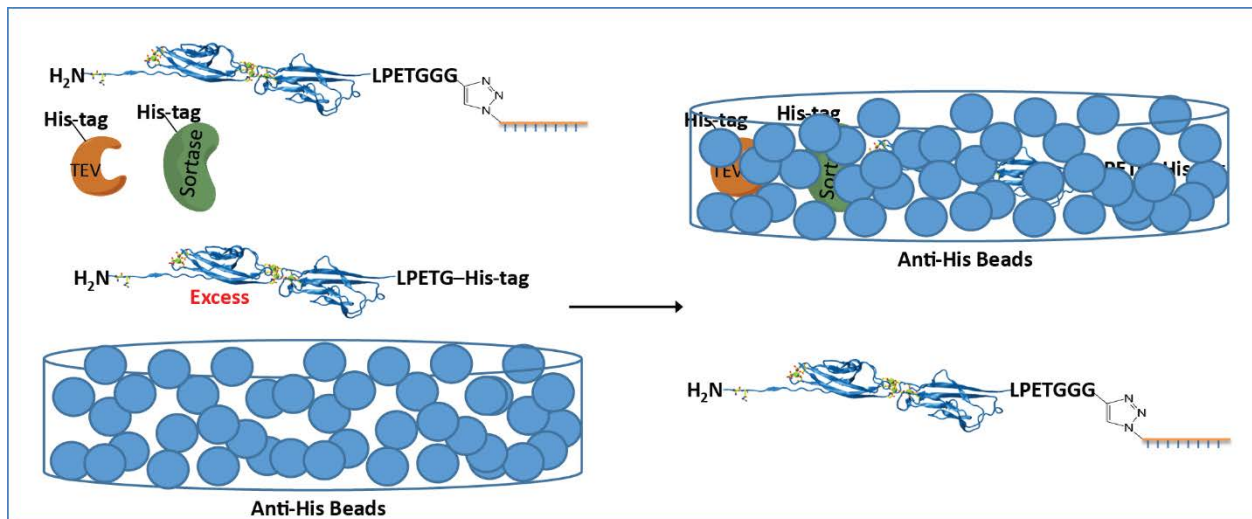 H2N
LPETGGG
N
N
N
His-tag
His-tag
TEV
Sortase
H2N
LPETG–His-tag
Excess
Anti-His Beads
His-tag
His-tag
TEV
Sort
Anti-His Beads
H2N
LPETGGG
N
N
N